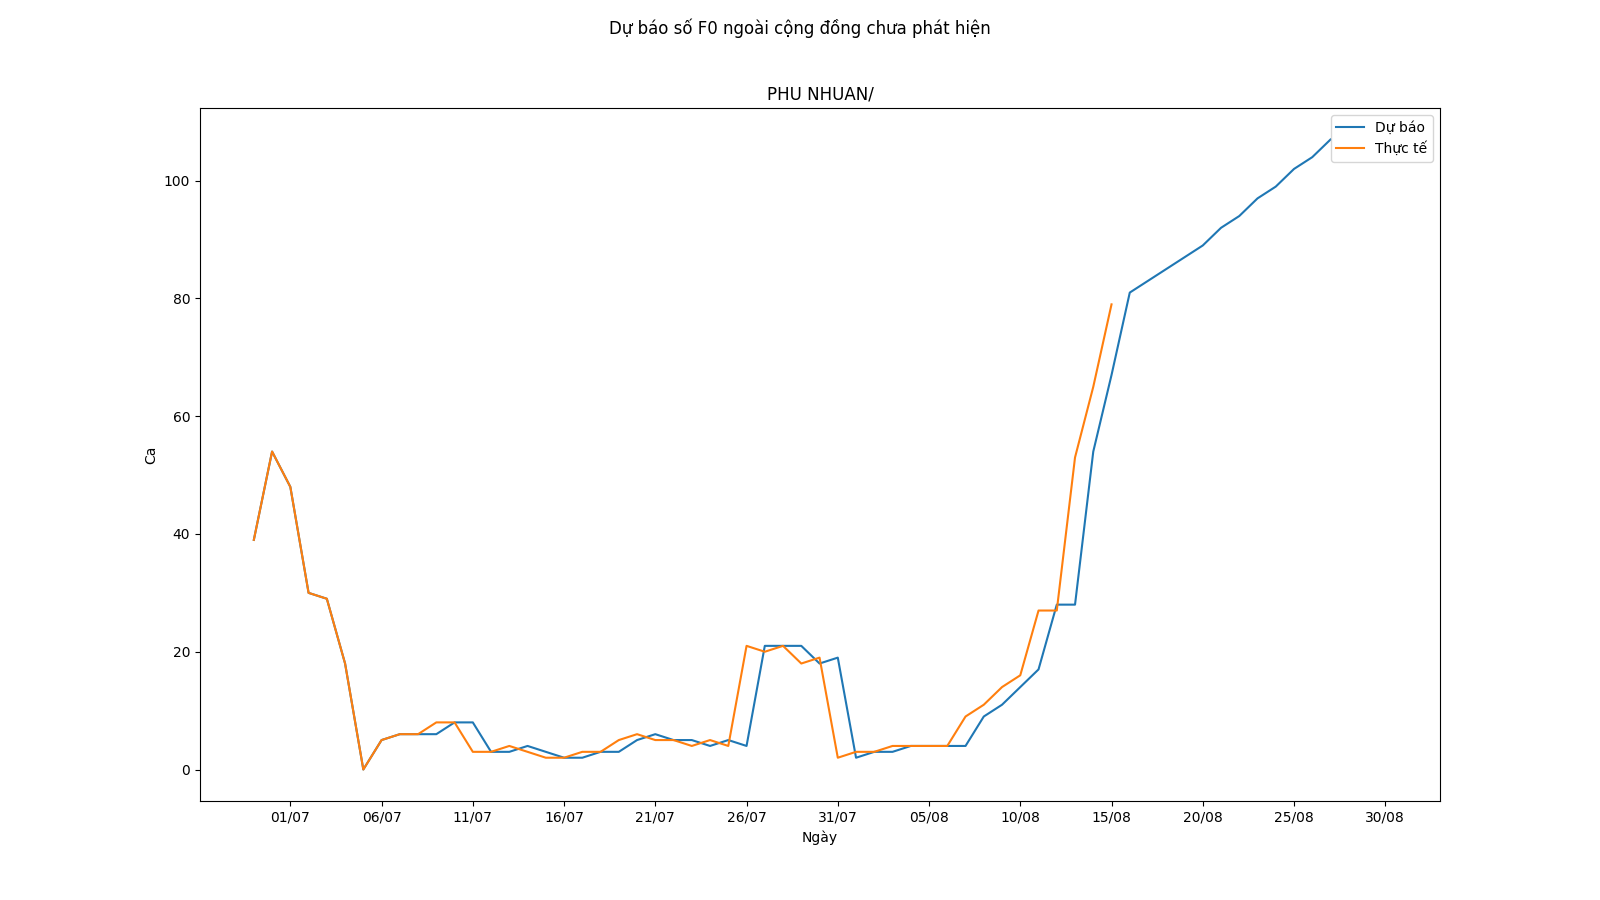 Dự báo số F0 ngoài cộng đồng chưa phát hiện
PHU NHUAN/
Dự báo
Thực tế
100
80
60
40
20
0
Ca
01/07 06/07 11/07 16/07 21/07 26/07 31/07 05/08 10/08 15/08 20/08 25/08 30/08
Ngày